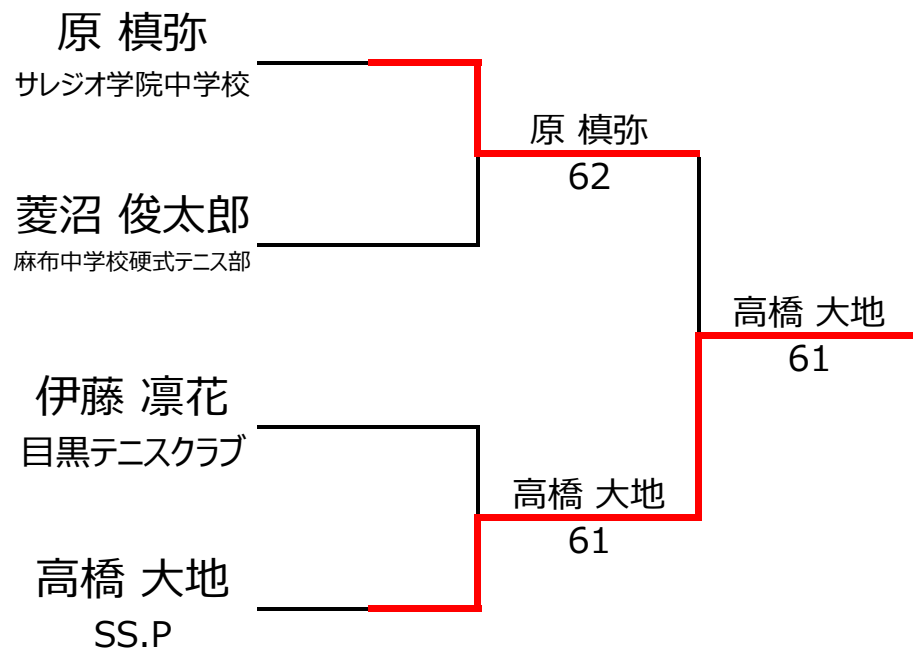 原 槙弥
サレジオ学院中学校
原 槙弥
62
菱沼 俊太郎
麻布中学校硬式テニス部
高橋 大地
61
伊藤 凛花
目黒テニスクラブ
高橋 大地
61
高橋 大地
SS.P